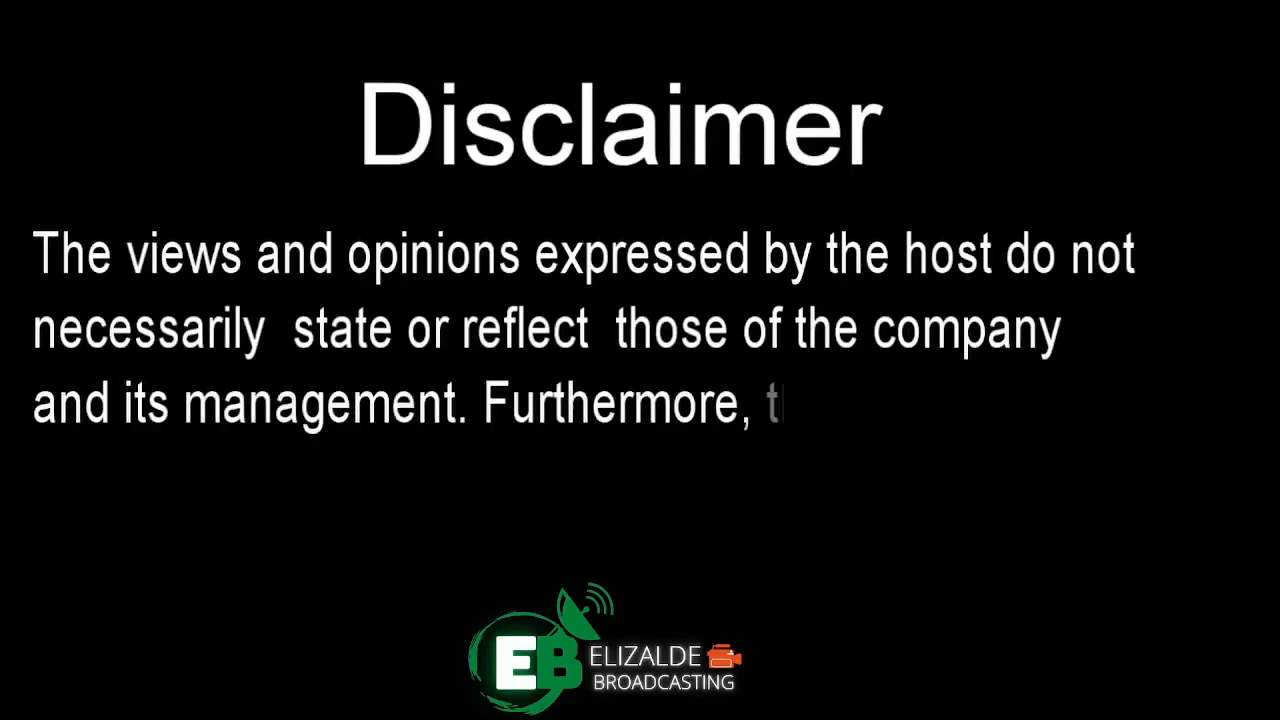 Disclaimer
The views and opinions expressed by the host do not
necessarily state or reflect those of the company
and its management. Furthermore,
EB
ELIZALDE
BROADCASTING